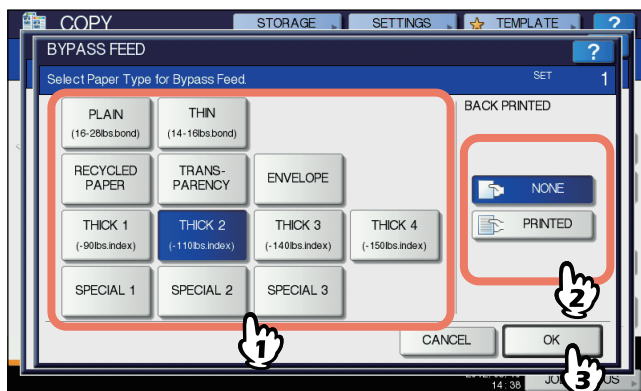 COPY STORAGE SETTINGS TEMPLATE ?
BYPASS FEED ?
Select Paper Type for Bypass Feed. SET 1
BACK PRINTED
PLAIN
(16-28lbs.bond)
THIN
(14-16lbs.bond)
RECYCLED
PAPER
TRANS-
PARENCY
ENVELOPE
THICK 1
(-90lbs.index)
THICK 2
(-110lbs.index)
THICK 3
(-140lbs.index)
THICK 4
(-150lbs.index)
SPECIAL 1
SPECIAL 2
SPECIAL 3
NONE
PRINTED
1
2
CANCEL
OK
3
14:38